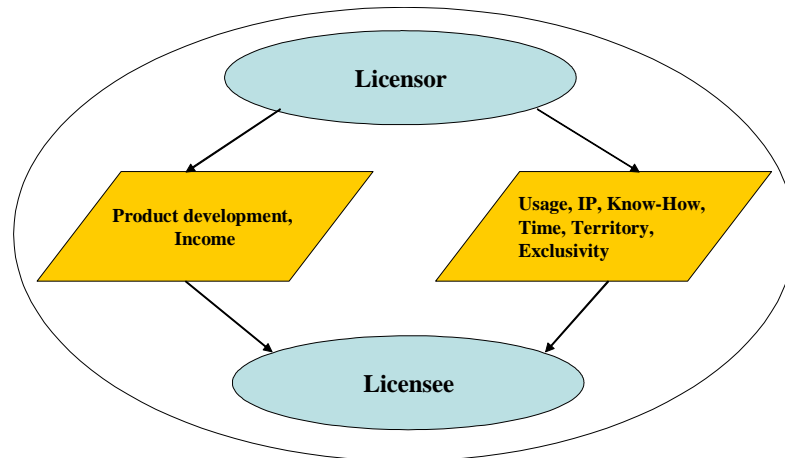 Licensor
Product development,
Income
Usage, IP, Know-How,
Time, Territory,
Exclusivity
Licensee